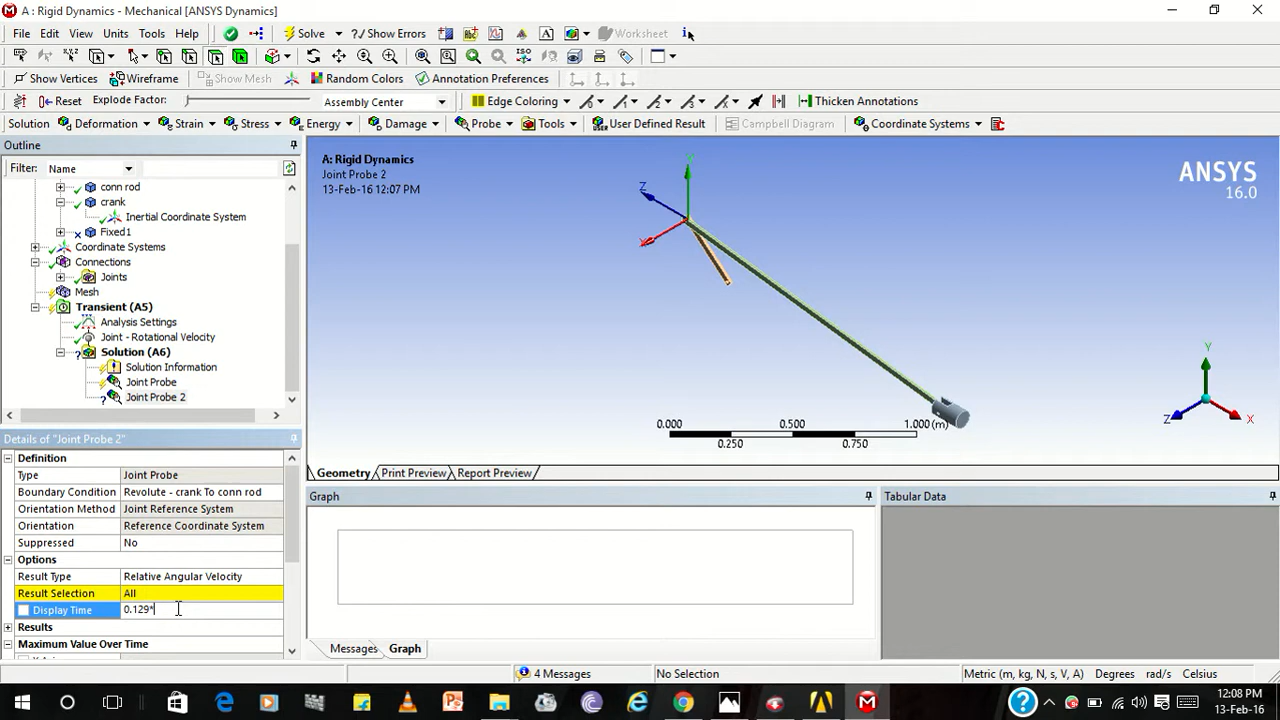 A : Rigid Dynamics - Mechanical [ANSYS Dynamics]
File Edit View Units Tools Help Solve ?/ Show Errors Worksheet
Show Vertices Wireframe Show Mesh Random Colors Annotation Preferences
Reset Explode Factor: Assembly Center Edge Coloring Thicken Annotations
Solution Deformation Strain Stress Energy Damage Probe Tools User Defined Result Campbell Diagram Coordinate Systems
Outline
Filter: Name
conn rod
crank
Inertial Coordinate System
Fixed1
Coordinate Systems
Connections
Joints
Mesh
Transient (A5)
Analysis Settings
Joint - Rotational Velocity
Solution (A6)
Solution Information
Joint Probe
Joint Probe 2
A: Rigid Dynamics
Joint Probe 2
13-Feb-16 12:07 PM
ANSYS
16.0
Z
Y
X
0.000 0.500 1.000 (m)
0.250 0.750
Geometry Print Preview Report Preview
Details of "Joint Probe 2"
Definition
Type Joint Probe
Boundary Condition Revolute - crank To conn rod
Orientation Method Joint Reference System
Orientation Reference Coordinate System
Suppressed No
Options
Result Type Relative Angular Velocity
Result Selection All
Display Time 0.129*
Results
Maximum Value Over Time
Graph
Tabular Data
Messages Graph
4 Messages No Selection Metric (m, kg, N, s, V, A) Degrees rad/s Celsius
12:08 PM
13-Feb-16